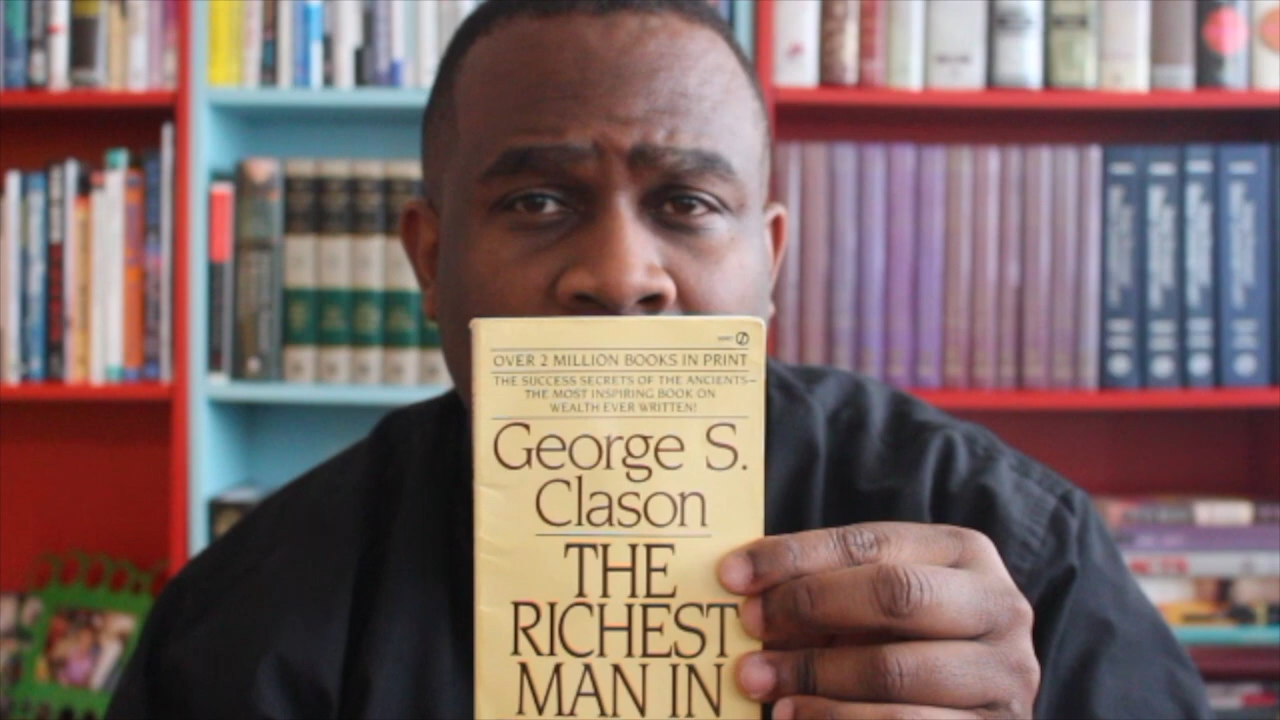 OVER 2 MILLION BOOKS IN PRINT
THE SUCCESS SECRETS OF THE ANCIENTS—
THE MOST INSPIRING BOOK ON
WEALTH EVER WRITTEN!
George S.
Clason
THE
RICHEST
MAN IN